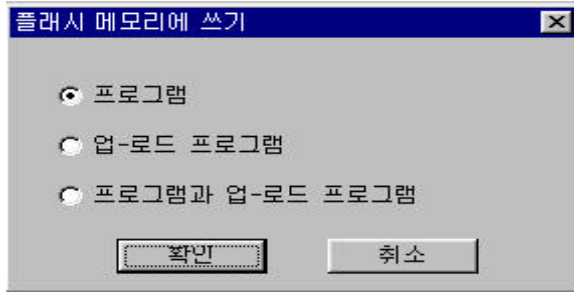 플래시 메모리에 쓰기
프로그램
업-로드 프로그램
프로그램과 업-로드 프로그램
확인 취소